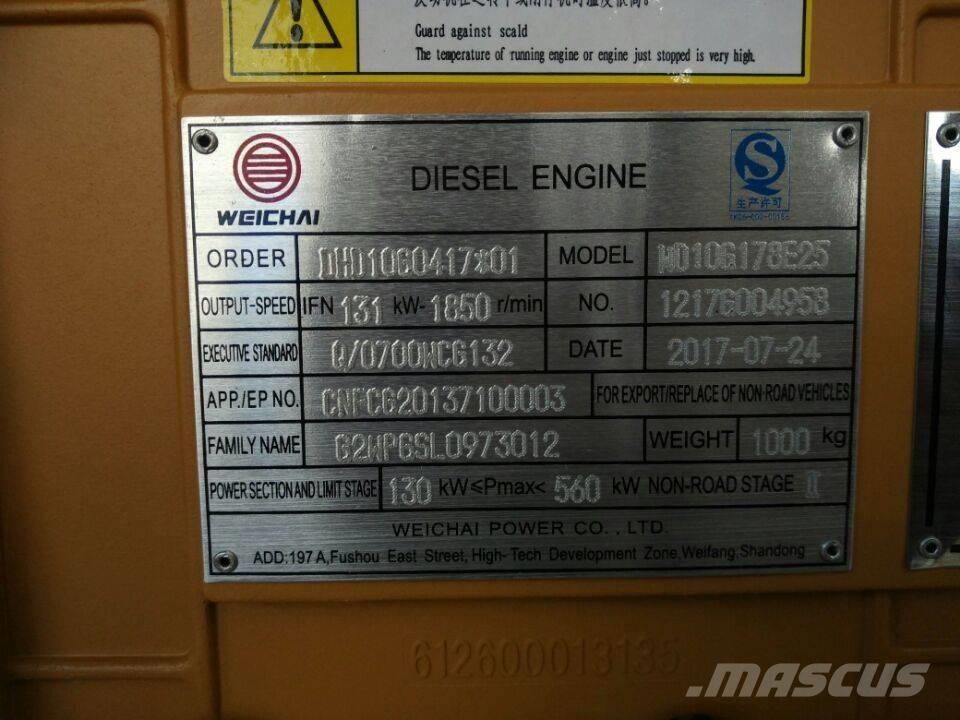 Guard against scald
The temperature of running engine or engine just stopped is very high.
WEICHAI
DIESEL ENGINE
S
生产许可
ORDER DHD10G0417*01 MODEL WD10G178E25
OUTPUT-SPEED IFN 131 kW- 1850 r/min NO. 1217G004958
EXECUTIVE STANDARD Q/0700WCG132 DATE 2017-07-24
APP./EP NO. CNFCG20137100003 FOR EXPORT/REPLACE OF NON-ROAD VEHICLES
FAMILY NAME G2WPGSL0973012 WEIGHT 1000 kg
POWER SECTION AND LIMIT STAGE 130 kW≤Pmax< 560 kW NON-ROAD STAGE II
WEICHAI POWER CO., LTD.
ADD:197 A,Fushou East Street, High-Tech Development Zone,Weifang,Shandong
612600013135
MASCUS